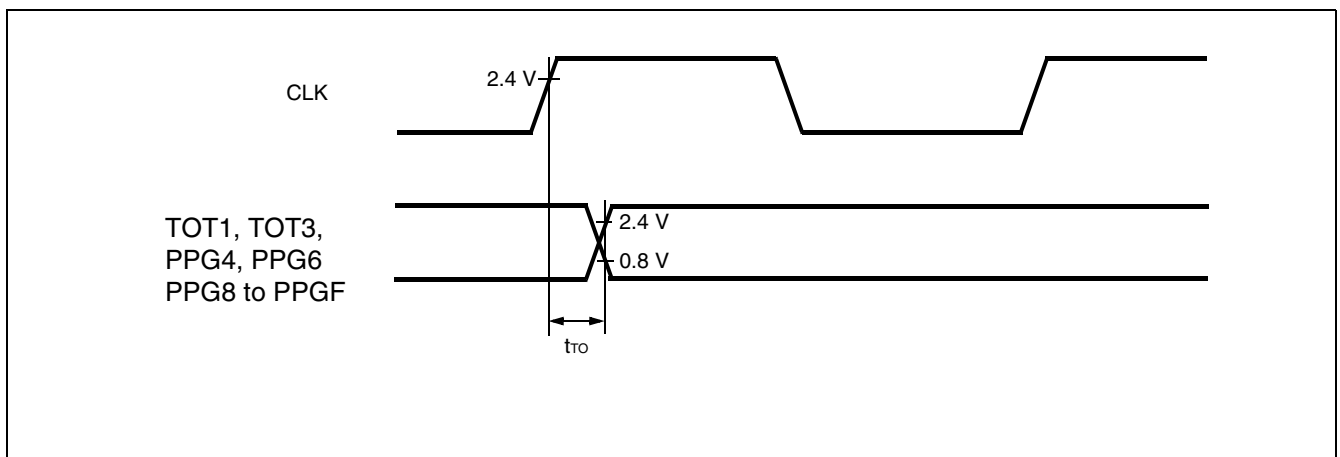 2.4 V
CLK
TOT1, TOT3,
PPG4, PPG6
PPG8 to PPGF
2.4 V
0.8 V
tTO